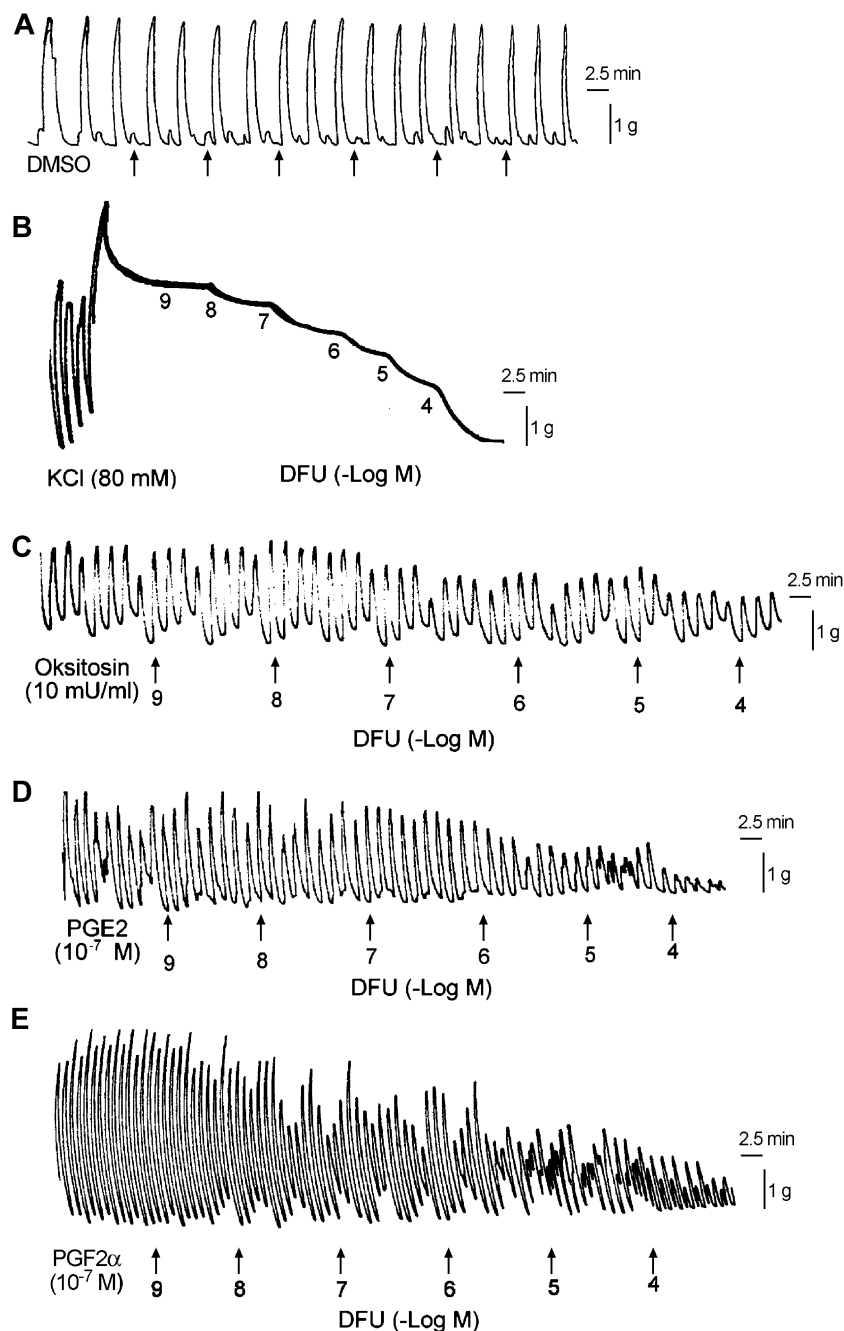 A
2.5 min
1 g
DMSO
B
9
8
7
6
5
4
2.5 min
1 g
KCl (80 mM)
DFU (-Log M)
C
2.5 min
1 g
Oksitosin
(10 mU/ml)
9
8
7
6
5
4
DFU (-Log M)
D
2.5 min
1 g
PGE2
(10⁻⁷ M)
9
8
7
6
5
4
DFU (-Log M)
E
2.5 min
1 g
PGF2α
(10⁻⁷ M)
9
8
7
6
5
4
DFU (-Log M)